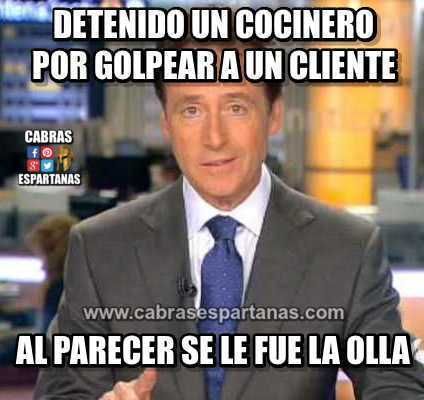 DETENIDO UN COCINERO
POR GOLPEAR A UN CLIENTE
CABRAS
ESPARTANAS
www.cabrasespartanas.com
AL PARECER SE LE FUE LA OLLA